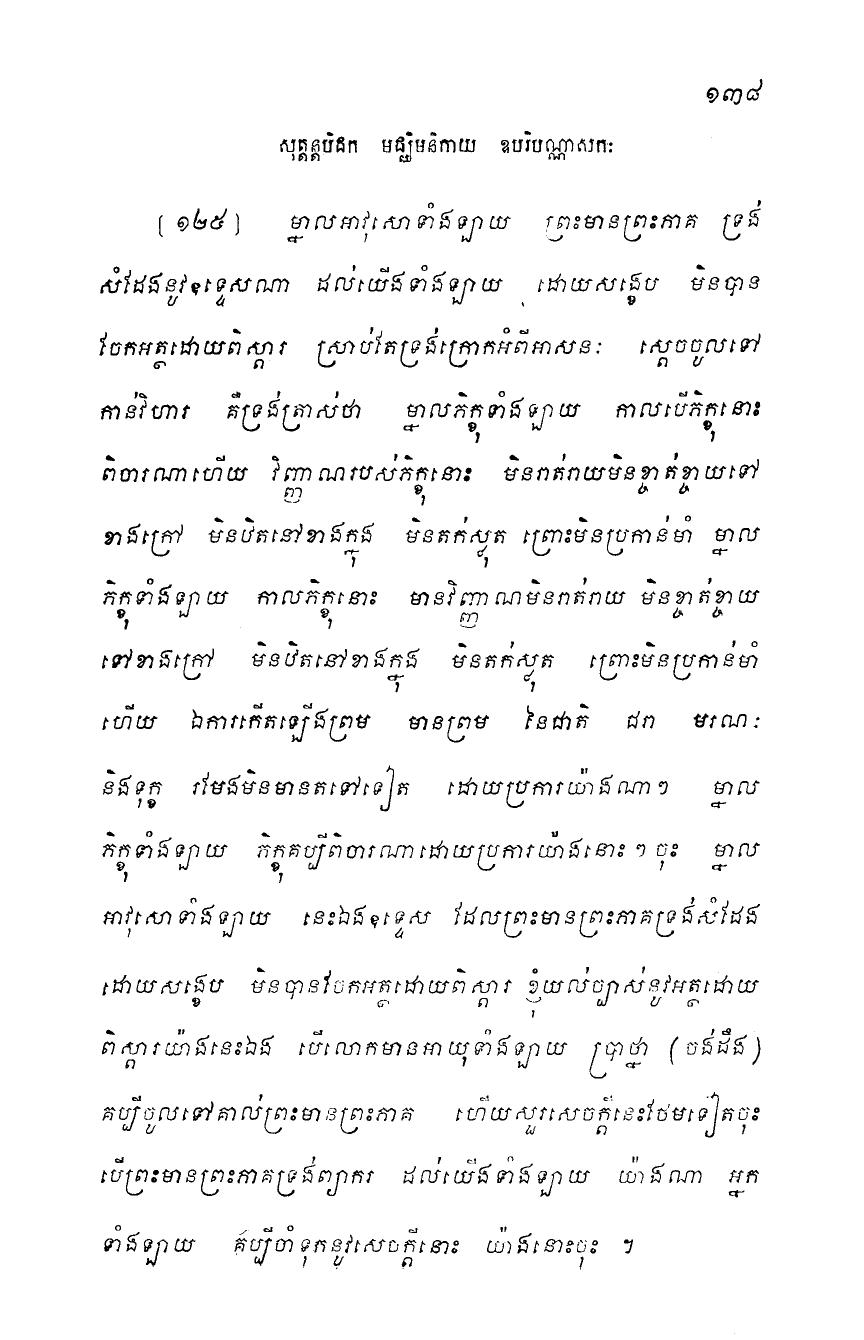 ១៣៨
សុត្តន្តបិដក មជ្ឈិមនិកាយ ឧបរិបណ្ណាសកៈ
[ ១២៥ ] ម្នាលអាវុសោទាំងឡាយ ព្រះមានព្រះភាគ ទ្រង់
សំដែងនូវឧទ្ទេសណា ដល់យើងទាំងឡាយ ដោយសង្ខេប មិនបាន
ចែកអត្ថដោយពិស្តារ ស្រាប់តែទ្រង់ក្រោកអំពីអាសនៈ ស្តេចចូលទៅ
កាន់វិហារ គឺទ្រង់ត្រាស់ថា ម្នាលភិក្ខុទាំងឡាយ កាលបើភិក្ខុនោះ
ពិចារណាហើយ វិញ្ញាណរបស់ភិក្ខុនោះ មិនរាត់រាយមិនខ្ចាត់ខ្ចាយទៅ
ខាងក្រៅ មិនឋិតនៅខាងក្នុង មិនតក់ស្លុត ព្រោះមិនប្រកាន់មាំ ម្នាល
ភិក្ខុទាំងឡាយ កាលភិក្ខុនោះ មានវិញ្ញាណមិនរាត់រាយ មិនខ្ចាត់ខ្ចាយ
ទៅខាងក្រៅ មិនឋិតនៅខាងក្នុង មិនតក់ស្លុត ព្រោះមិនប្រកាន់មាំ
ហើយ ឯការកើតឡើងព្រម មានព្រម នៃជាតិ ជរា មរណៈ
និងទុក្ខ រមែងមិនមានតទៅទៀត ដោយប្រការយ៉ាងណាៗ ម្នាល
ភិក្ខុទាំងឡាយ ភិក្ខុគប្បីពិចារណាដោយប្រការយ៉ាងនោះ ៗ ចុះ ម្នាល
អាវុសោទាំងឡាយ នេះឯងឧទ្ទេស ដែលព្រះមានព្រះភាគទ្រង់សំដែង
ដោយសង្ខេប មិនបានចែកអត្ថដោយពិស្តារ ខ្ញុំយល់ច្បាស់នូវអត្ថដោយ
ពិស្តារយ៉ាងនេះឯង បើលោកមានអាយុទាំងឡាយ ប្រាថ្នា (ចង់ដឹង)
គប្បីចូលទៅគាល់ព្រះមានព្រះភាគ ហើយសួរសេចក្តីនេះថែមទៀតចុះ
បើព្រះមានព្រះភាគទ្រង់ព្យាករ ដល់យើងទាំងឡាយ យ៉ាងណា អ្នក
ទាំងឡាយ គប្បីចាំទុកនូវសេចក្តីនោះ យ៉ាងនោះចុះ ។